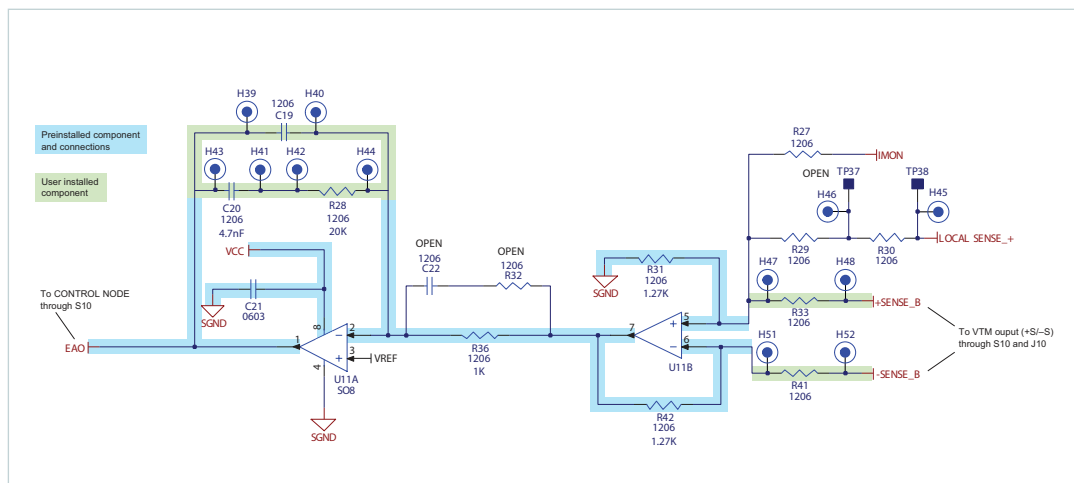 H39
H40
1206
C19
H43
H41
H42
H44
C20
1206
4.7nF
R28
1206
20K
Preinstalled component
and connections
User installed
component
VCC
SGND
C21
0603
To CONTROL NODE
through S10
EAO
1
8
2
3
4
VREF
U11A
SO8
SGND
OPEN
1206
C22
OPEN
1206
R32
R36
1206
1K
SGND
R31
1206
1.27K
7
5
6
U11B
R42
1206
1.27K
R27
1206
IMON
OPEN
TP37
TP38
H46
H45
R29
1206
R30
1206
LOCAL SENSE_+
H47
H48
R33
1206
+SENSE_B
H51
H52
R41
1206
-SENSE_B
To VTM ouput (+S/–S)
through S10 and J10